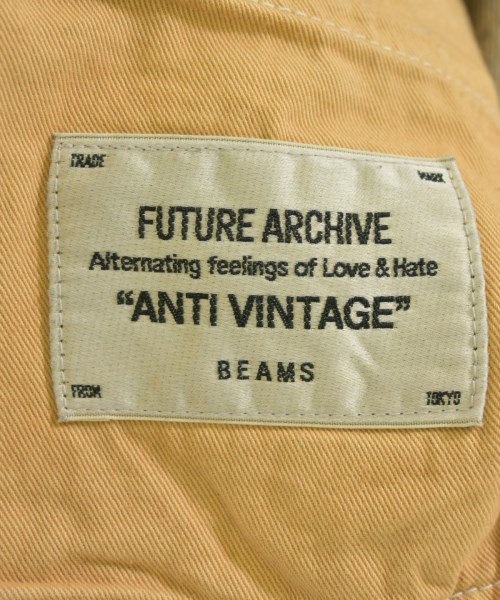 TRADE MARK
FUTURE ARCHIVE
Alternating feelings of Love & Hate
“ANTI VINTAGE”
BEAMS
FROM TOKYO